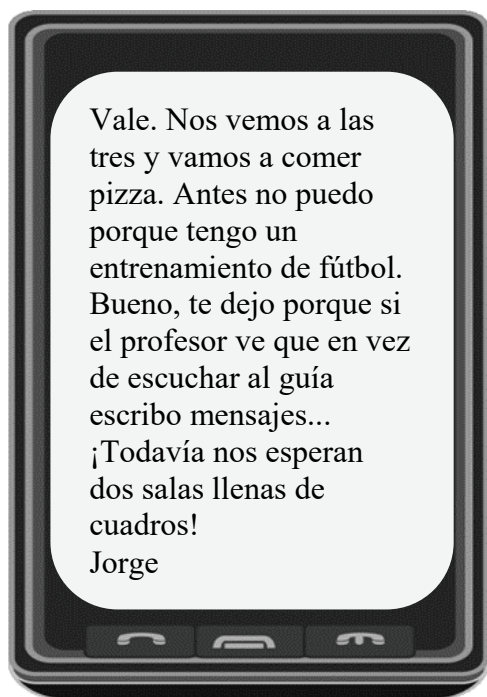 Vale. Nos vemos a las
tres y vamos a comer
pizza. Antes no puedo
porque tengo un
entrenamiento de fútbol.
Bueno, te dejo porque si
el profesor ve que en vez
de escuchar al guía
escribo mensajes...
¡Todavía nos esperan
dos salas llenas de
cuadros!
Jorge